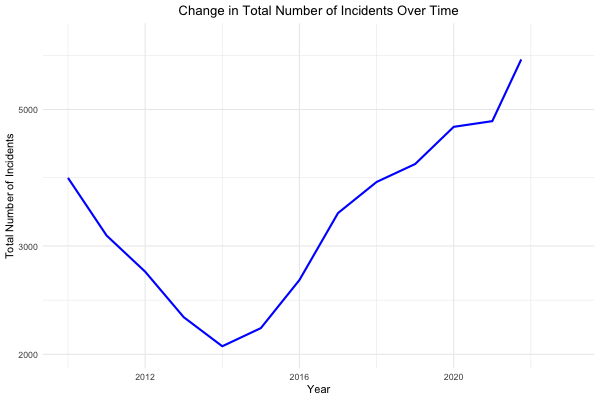 Change in Total Number of Incidents Over Time
Total Number of Incidents
5000
3000
2000
2012
2016
2020
Year